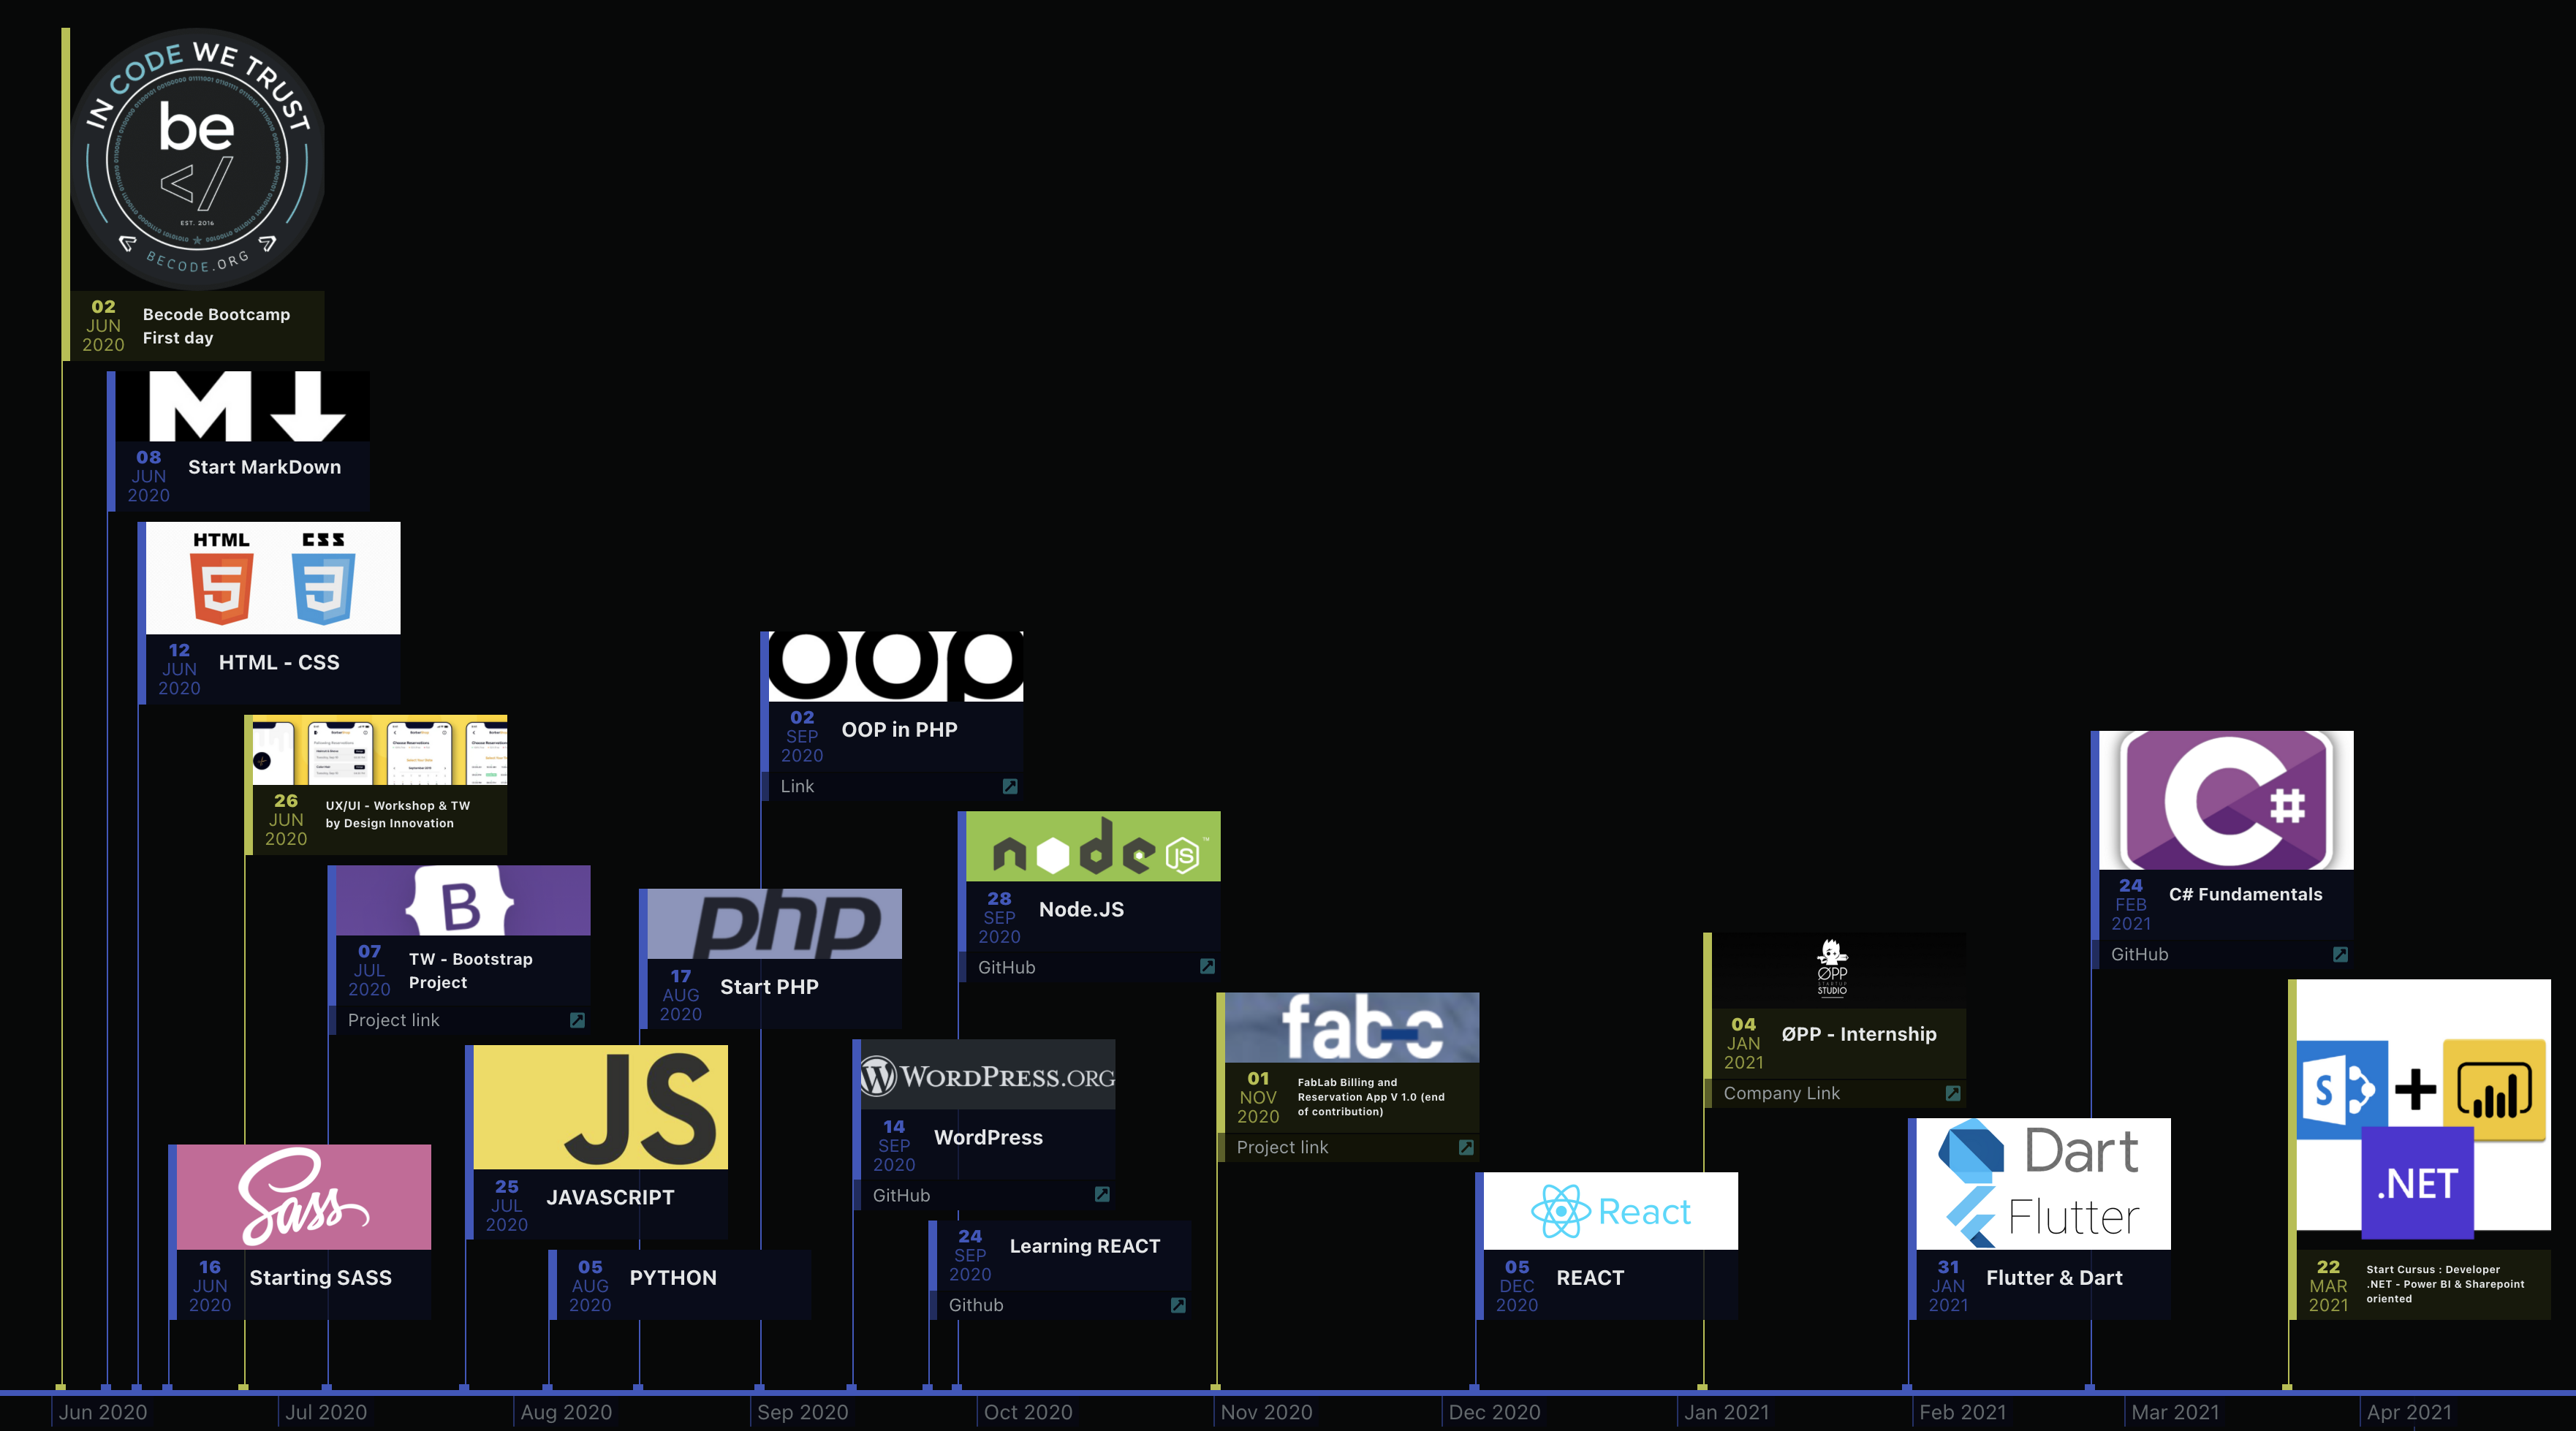 IN CODE WE TRUST
be
</
EST. 2016
BECODE.ORG
02
JUN
2020
Becode Bootcamp
First day
M
08
JUN
2020
Start MarkDown
HTML
CSS
5
3
12
JUN
2020
HTML - CSS
26
JUN
2020
UX/UI - Workshop & TW
by Design Innovation
B
07
JUL
2020
TW - Bootstrap
Project
Project link
Sass
16
JUN
2020
Starting SASS
JS
25
JUL
2020
JAVASCRIPT
05
AUG
2020
PYTHON
php
17
AUG
2020
Start PHP
oop
02
SEP
2020
OOP in PHP
Link
WORDPRESS.ORG
14
SEP
2020
WordPress
GitHub
24
SEP
2020
Learning REACT
Github
node
JS
™
28
SEP
2020
Node.JS
GitHub
fab-c
01
NOV
2020
FabLab Billing and
Reservation App V 1.0 (end
of contribution)
Project link
React
05
DEC
2020
REACT
ØPP
STARTUP
STUDIO
04
JAN
2021
ØPP - Internship
Company Link
Dart
Flutter
31
JAN
2021
Flutter & Dart
C#
24
FEB
2021
C# Fundamentals
GitHub
S
+
.NET
22
MAR
2021
Start Cursus : Developer
.NET - Power BI & Sharepoint
oriented
Jun 2020
Jul 2020
Aug 2020
Sep 2020
Oct 2020
Nov 2020
Dec 2020
Jan 2021
Feb 2021
Mar 2021
Apr 2021